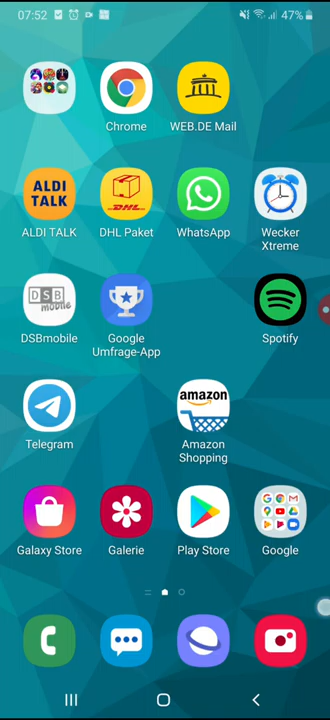 07:52
47%
Chrome
WEB.DE Mail
ALDI
TALK
DHL
ALDI TALK
DHL Paket
WhatsApp
Wecker
Xtreme
DSB
mobile
DSBmobile
Google
Umfrage-App
Spotify
amazon
Telegram
Amazon
Shopping
Galaxy Store
Galerie
Play Store
Google